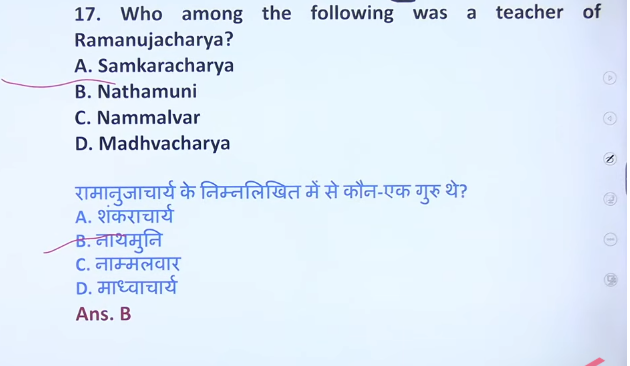 17. Who among the following was a teacher of
Ramanujacharya?
A. Samkaracharya
B. Nathamuni
C. Nammalvar
D. Madhvacharya
रामानुजाचार्य के निम्नलिखित में से कौन-एक गुरु थे?
A. शंकराचार्य
B. नाथमुनि
C. नाम्मलवार
D. माध्वाचार्य
Ans. B